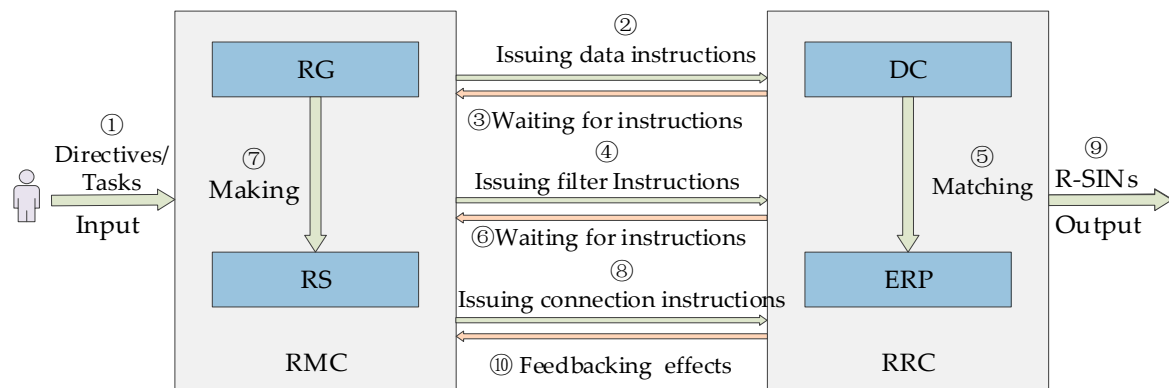 ①
Directives/
Tasks
Input
RG
⑦
Making
RS
RMC
②
Issuing data instructions
③Waiting for instructions
④
Issuing filter Instructions
⑥Waiting for instructions
⑧
Issuing connection instructions
⑩ Feedbacking effects
DC
⑤
Matching
ERP
RRC
⑨
R-SINs
Output